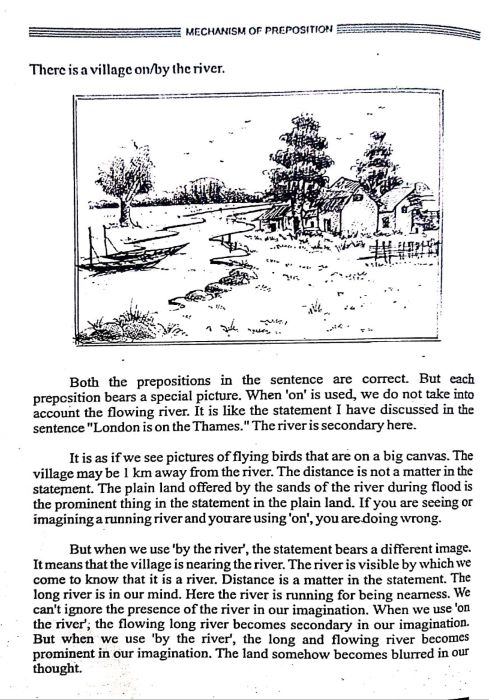 MECHANISM OF PREPOSITION
There is a village on/by the river.
Both the prepositions in the sentence are correct. But each
preposition bears a special picture. When 'on' is used, we do not take into
account the flowing river. It is like the statement I have discussed in the
sentence "London is on the Thames." The river is secondary here.
It is as if we see pictures of flying birds that are on a big canvas. The
village may be 1 km away from the river. The distance is not a matter in the
statement. The plain land offered by the sands of the river during flood is
the prominent thing in the statement in the plain land. If you are seeing or
imagining a running river and you are using 'on', you are doing wrong.
But when we use 'by the river', the statement bears a different image.
It means that the village is nearing the river. The river is visible by which we
come to know that it is a river. Distance is a matter in the statement. The
long river is in our mind. Here the river is running for being nearness. We
can't ignore the presence of the river in our imagination. When we use 'on
the river', the flowing long river becomes secondary in our imagination.
But when we use 'by the river', the long and flowing river becomes
prominent in our imagination. The land somehow becomes blurred in our
thought.